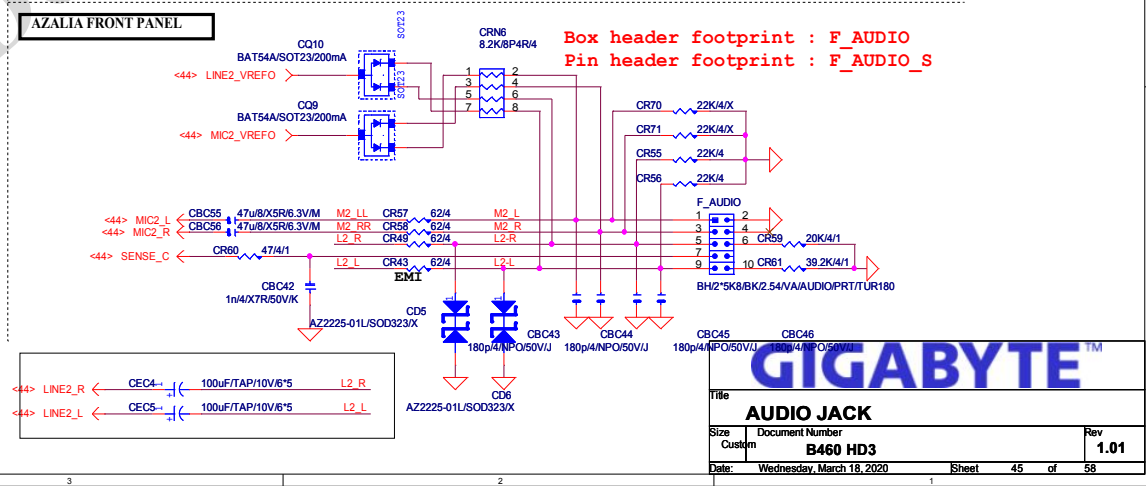 AZALIA FRONT PANEL
SOT23
CQ10
BAT54A/SOT23/200mA
<44> LINE2_VREFO
SOT23
CQ9
BAT54A/SOT23/200mA
<44> MIC2_VREFO
CRN6
8.2K/8P4R/4
1 2
3 4
5 6
7 8
Box header footprint : F_AUDIO
Pin header footprint : F_AUDIO_S
CR70 22K/4/X
CR71 22K/4/X
CR55 22K/4
CR56 22K/4
F_AUDIO
<44> MIC2_L CBC55 47u/8/X5R/6.3V/M M2_LL CR57 62/4 M2_L 1 2
<44> MIC2_R CBC56 47u/8/X5R/6.3V/M M2_RR CR58 62/4 M2_R 3 4
L2_R CR49 62/4 L2-R 5 6 CR59 20K/4/1
<44> SENSE_C CR60 47/4/1 7
L2_L CR43 62/4 L2-L 9 10 CR61 39.2K/4/1
EMI
BH/2*5K8/BK/2.54/VA/AUDIO/PRT/TUR180
CBC42
1n/4/X7R/50V/K
1 1
CD5
AZ2225-01L/SOD323/X
CBC43 CBC44 CBC45 CBC46
180p/4/NPO/50V/J 180p/4/NPO/50V/J 180p/4/NPO/50V/J 180p/4/NPO/50V/J
CD6
AZ2225-01L/SOD323/X
<44> LINE2_R CEC4 1 + 100uF/TAP/10V/6*5 L2_R
<44> LINE2_L CEC5 1 + 100uF/TAP/10V/6*5 L2_L
GIGABYTE™
Title
AUDIO JACK
Size Document Number Rev
Custom B460 HD3 1.01
Date: Wednesday, March 18, 2020 Sheet 45 of 58
3 2 1